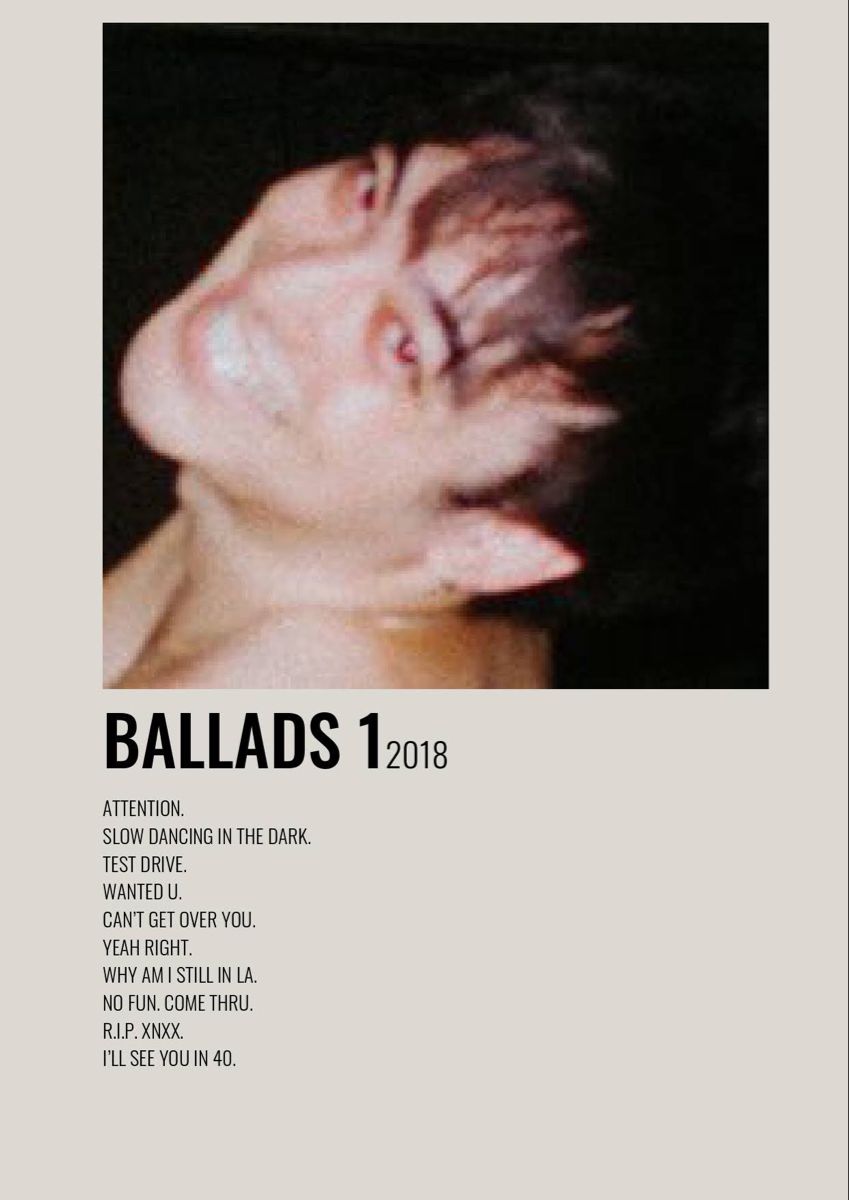 BALLADS 1 2018
ATTENTION.
SLOW DANCING IN THE DARK.
TEST DRIVE.
WANTED U.
CAN'T GET OVER YOU.
YEAH RIGHT.
WHY AM I STILL IN LA.
NO FUN. COME THRU.
R.I.P. XNXX.
I'LL SEE YOU IN 40.